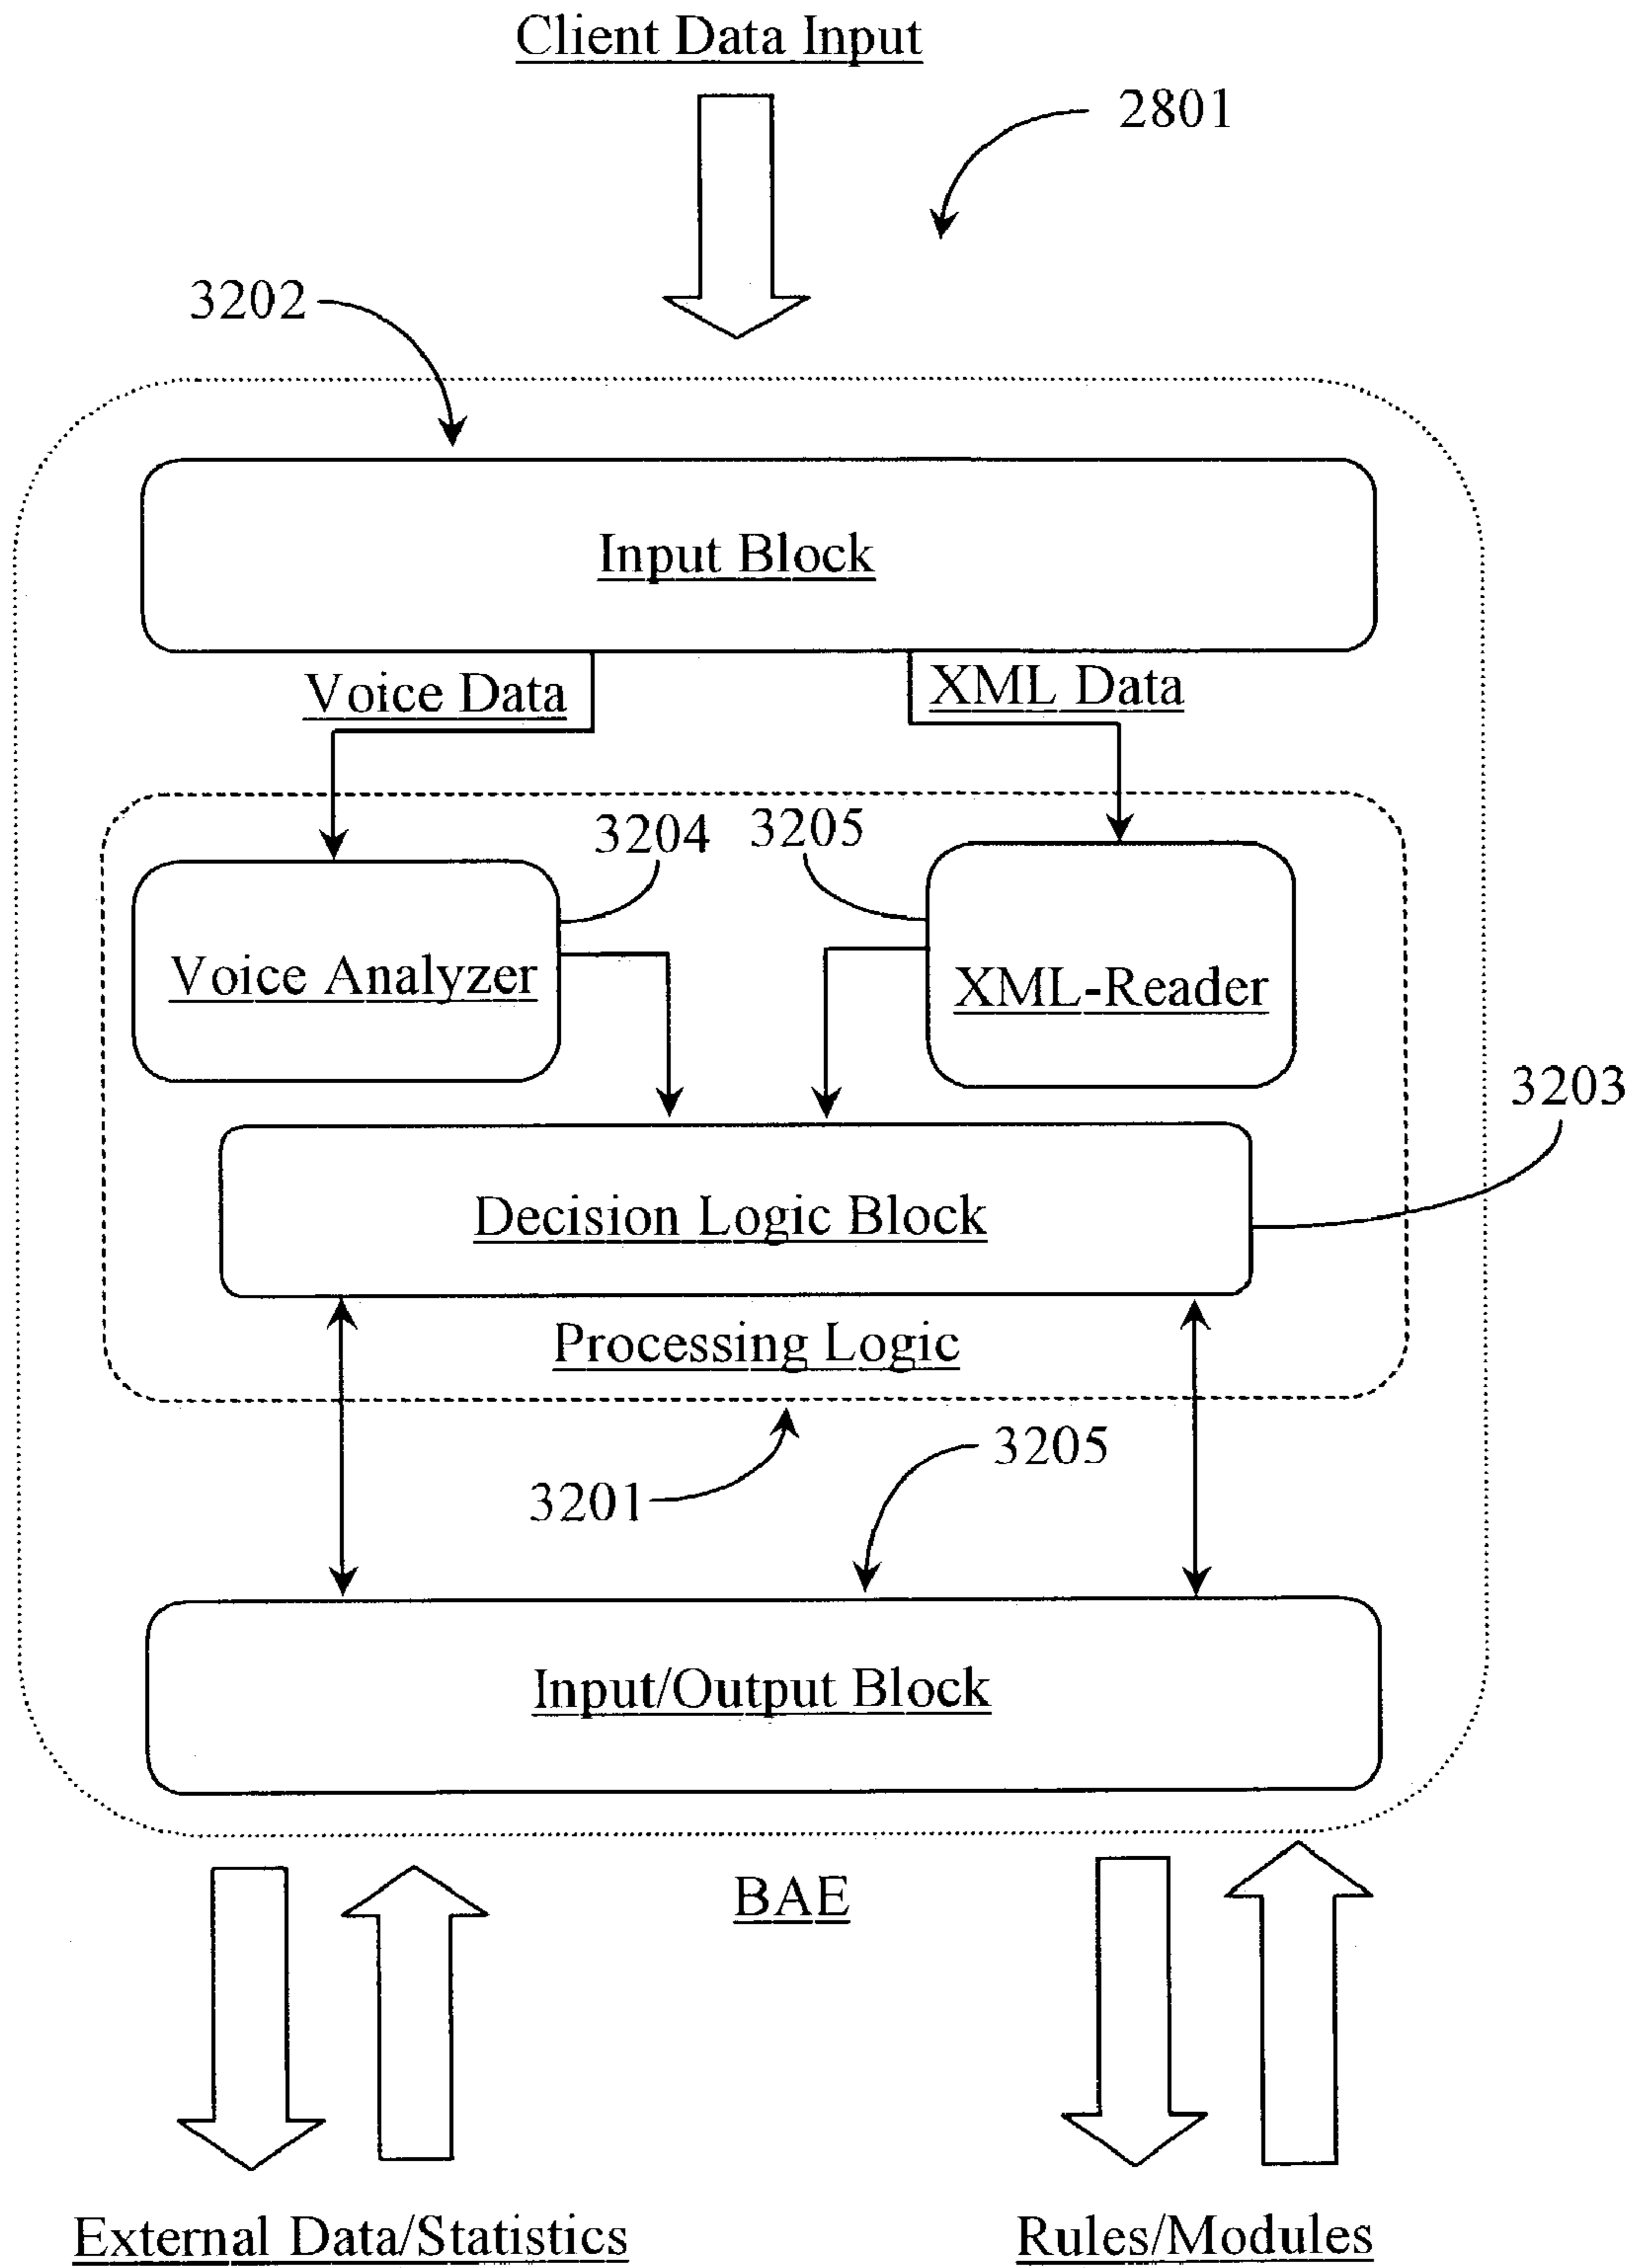 Client Data Input
2801
3202
Input Block
Voice Data
XML Data
3204
3205
Voice Analyzer
XML-Reader
3203
Decision Logic Block
Processing Logic
3205
3201
Input/Output Block
BAE
External Data/Statistics
Rules/Modules